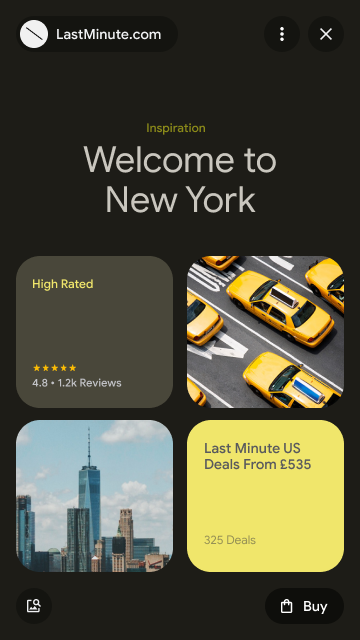 LastMinute.com
Inspiration
Welcome to
New York
High Rated
4.8 • 1.2k Reviews
Last Minute US
Deals From £535
325 Deals
Buy